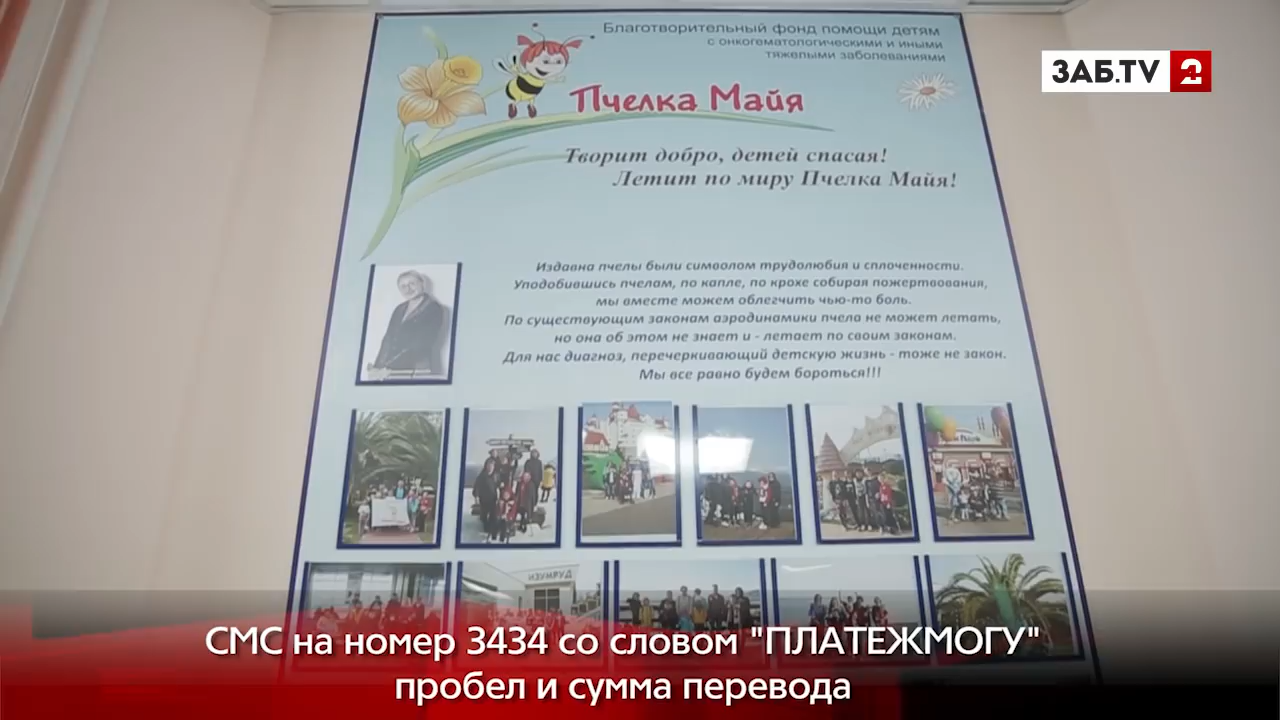 Благотворительный фонд помощи детям
с онкогематологическими и иными
тяжелыми заболеваниями
ЗАБ.TV 24
Пчелка Майя
Творит добро, детей спасая!
Летит по миру Пчелка Майя!
Издавна пчелы были символом трудолюбия и сплоченности.
Уподобившись пчелам, по капле, по крохе собирая пожертвования,
мы вместе можем облегчить чью-то боль.
По существующим законам аэродинамики пчела не может летать,
но она об этом не знает и - летает по своим законам.
Для нас диагноз, перечеркивающий детскую жизнь - тоже не закон.
Мы все равно будем бороться!!!
ИЗУМРУД
СМС на номер 3434 со словом "ПЛАТЕЖМОГУ"
пробел и сумма перевода